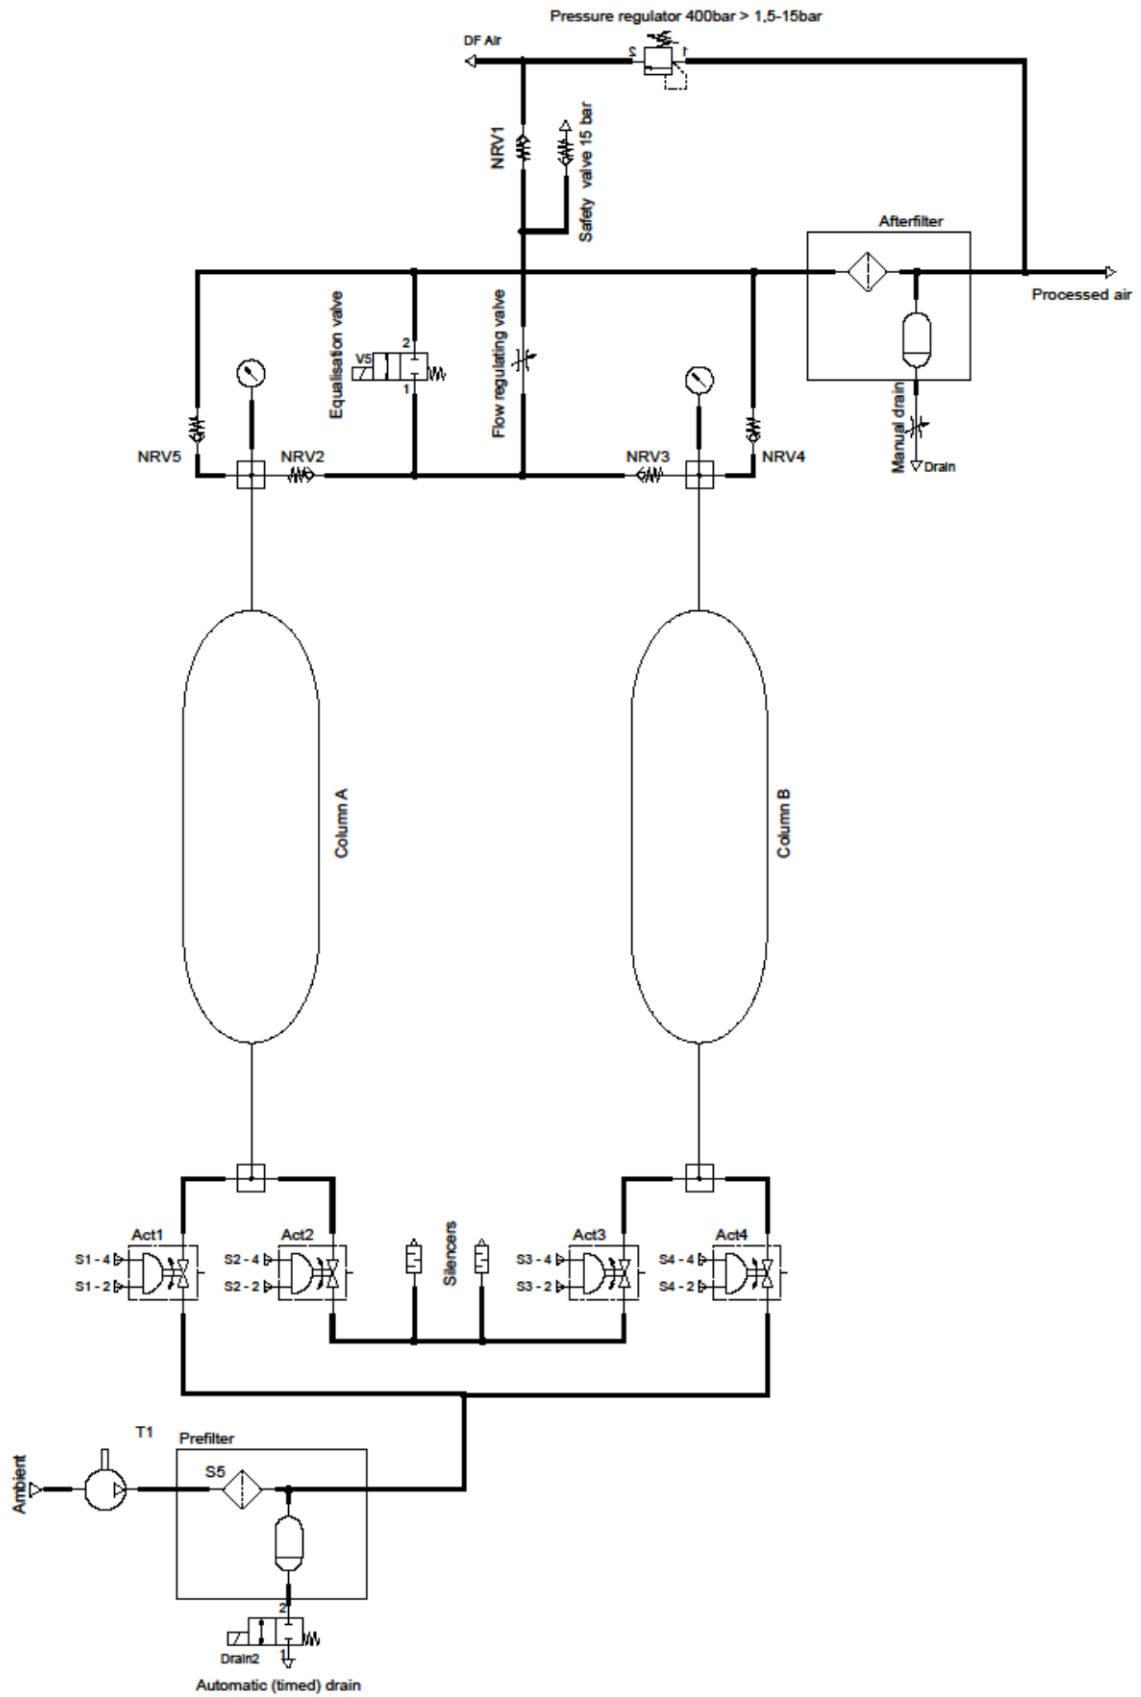 Pressure regulator 400bar > 1,5-15bar
DF Air
2
1
NRV1
Safety valve 15 bar
Afterfilter
Processed air
Equalisation valve
V5
2
1
Flow regulating valve
Manual drain
Drain
NRV5
NRV2
NRV3
NRV4
Column A
Column B
Act1
S1 - 4
S1 - 2
Act2
S2 - 4
S2 - 2
Silencers
Act3
S3 - 4
S3 - 2
Act4
S4 - 4
S4 - 2
T1
Prefilter
S5
Ambient
2
1
Drain2
Automatic (timed) drain